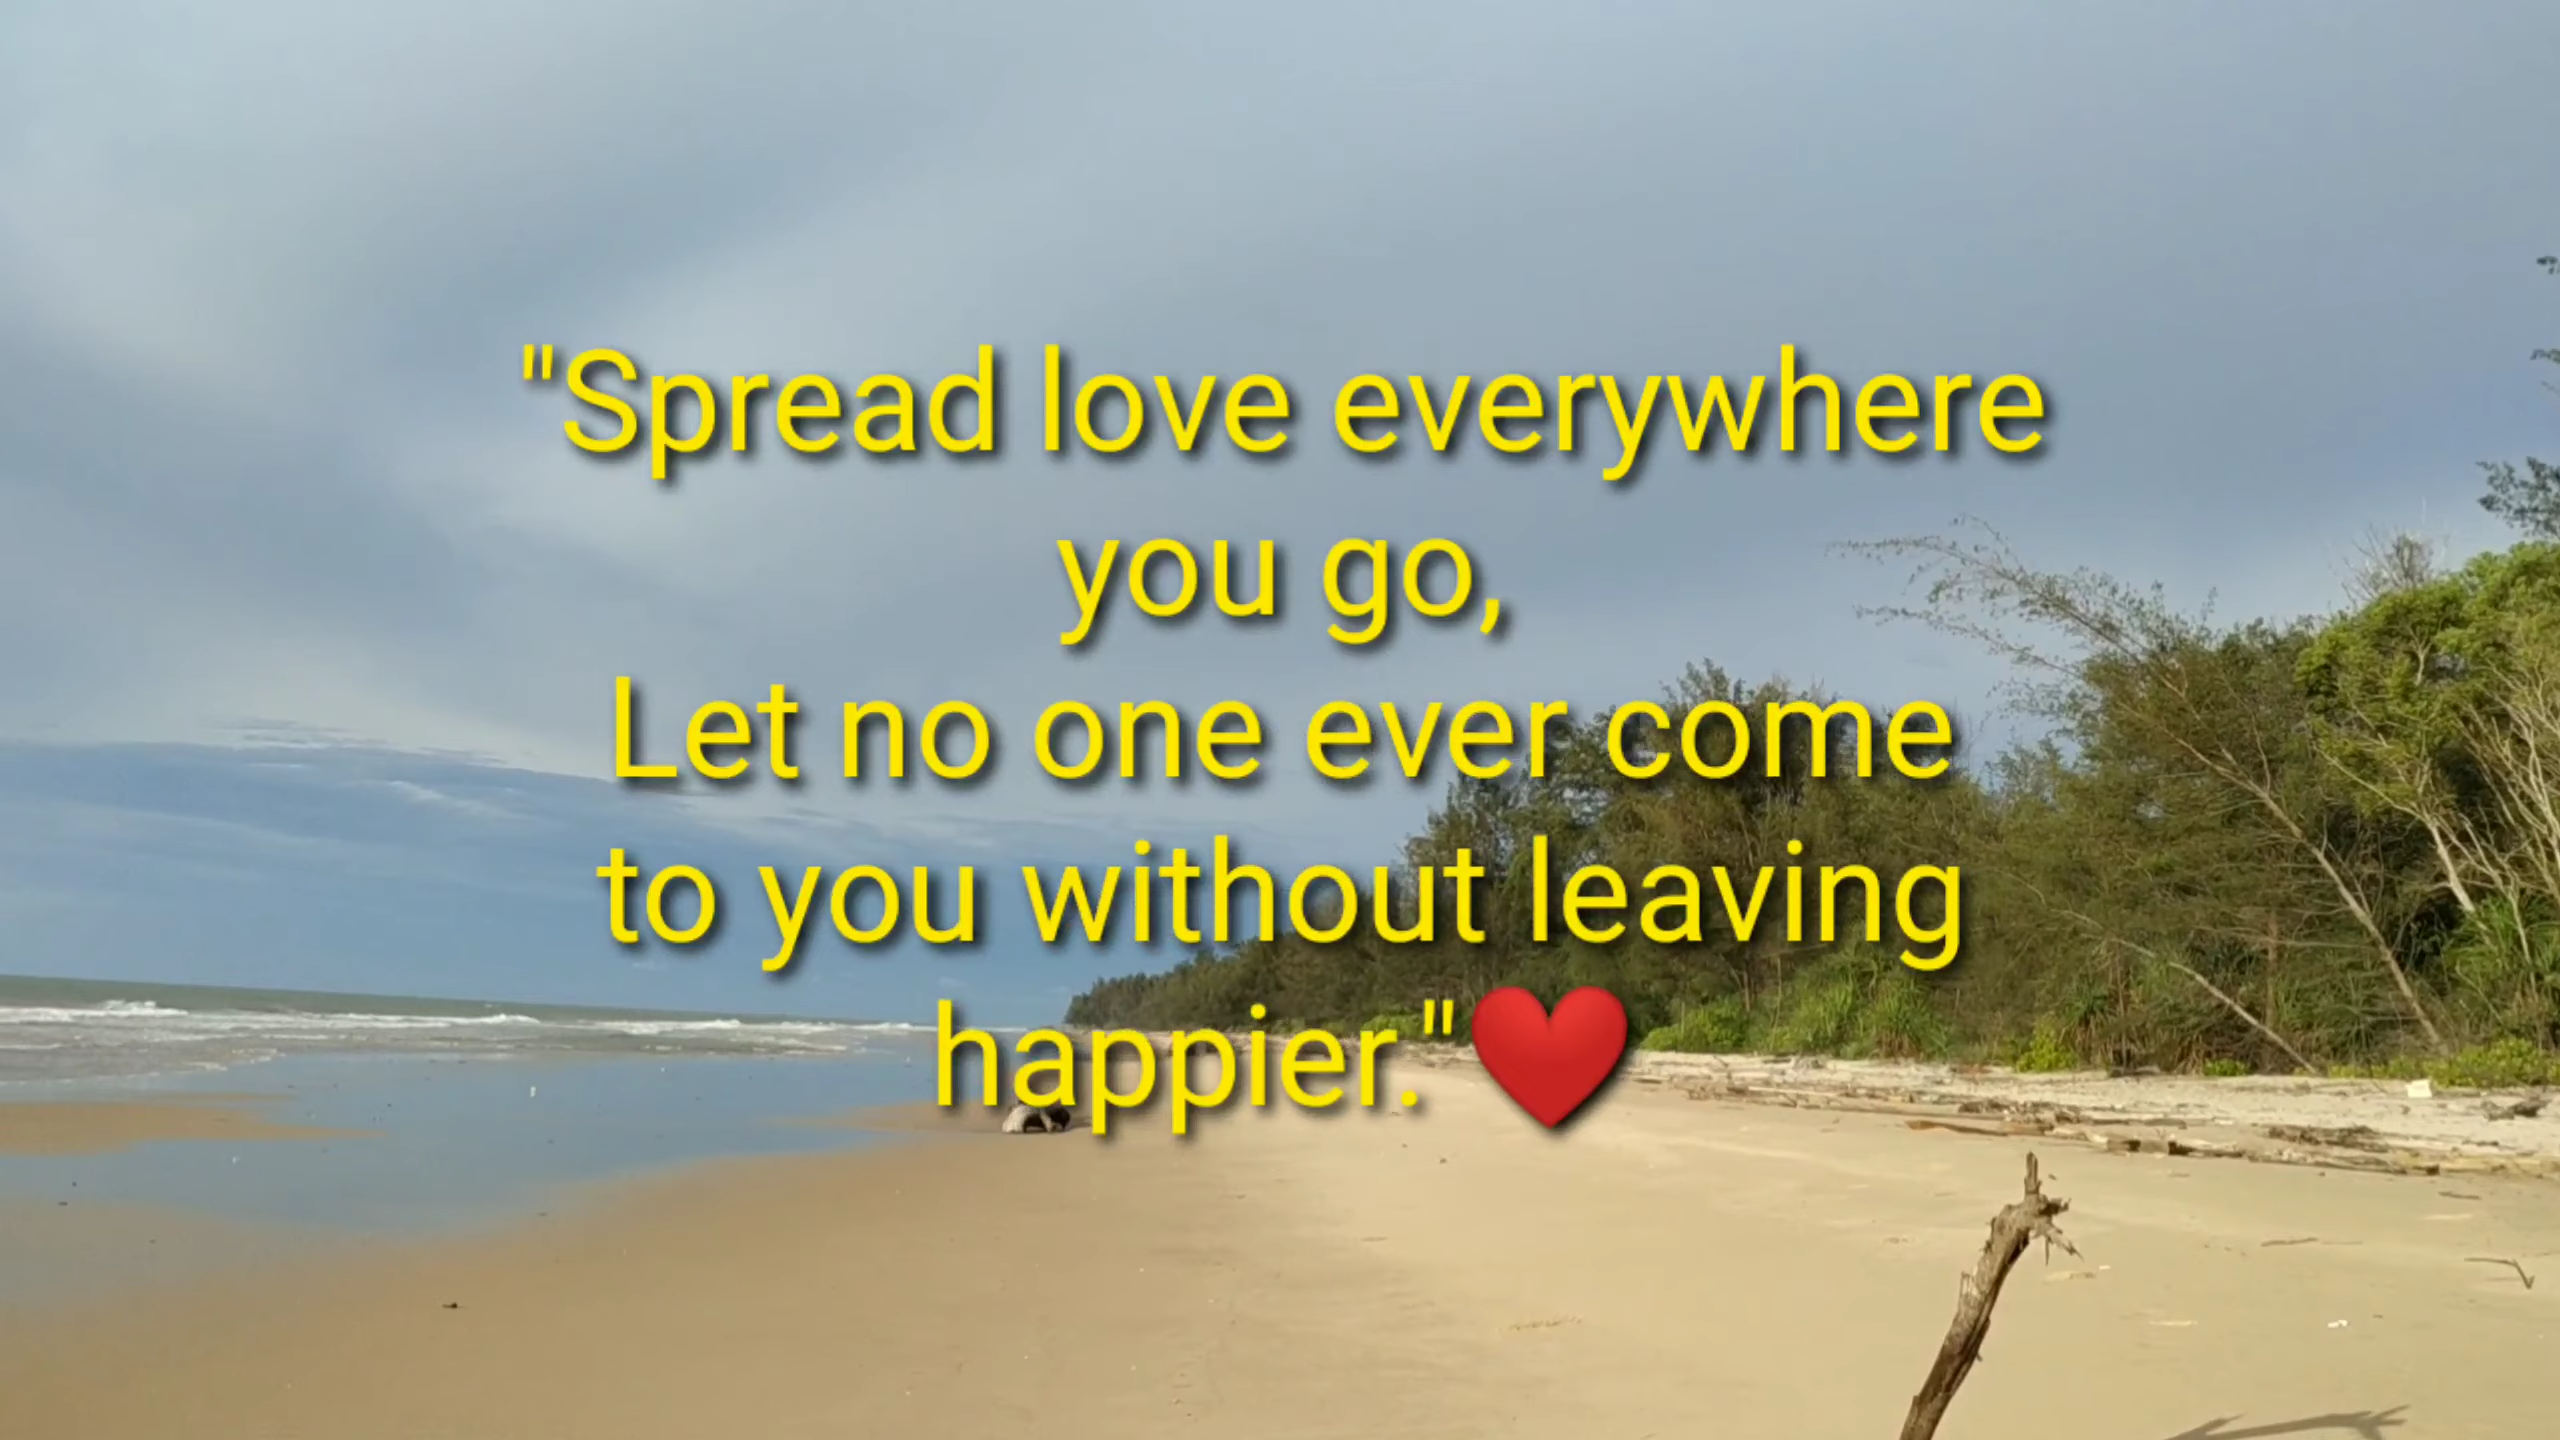 "Spread love everywhere
you go,
Let no one ever come
to you without leaving
happier."❤️